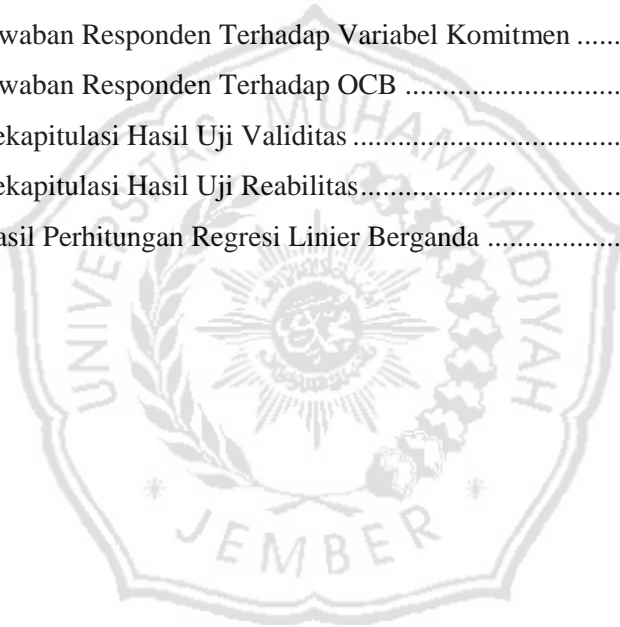 waban Responden Terhadap Variabel Komitmen ......
waban Responden Terhadap OCB .............................
ekapitulasi Hasil Uji Validitas ....................................
ekapitulasi Hasil Uji Reabilitas...................................
asil Perhitungan Regresi Linier Berganda ..................
UNIVERSITAS MUHAMMADIYAH
JEMBER